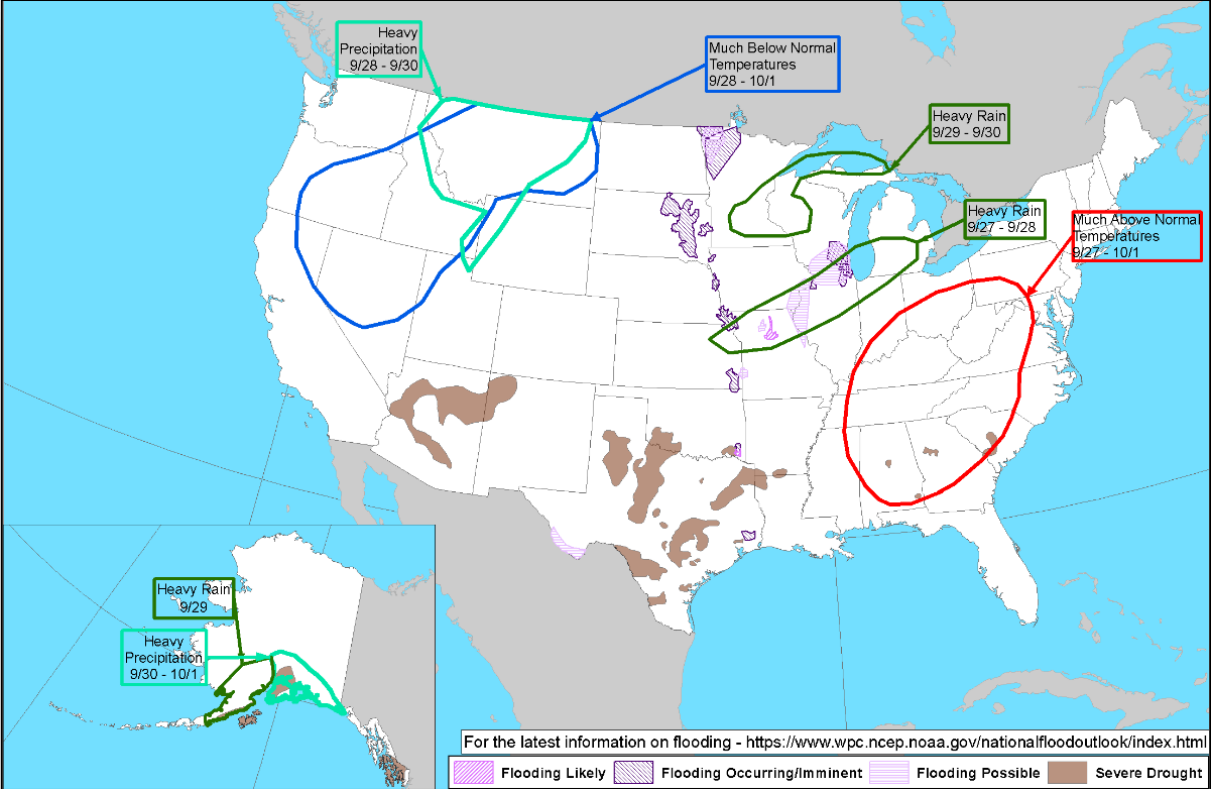 Heavy
Precipitation
9/28 - 9/30
Much Below Normal
Temperatures
9/28 - 10/1
Heavy Rain
9/29 - 9/30
Heavy Rain
9/27 - 9/28
Much Above Normal
Temperatures
9/27 - 10/1
Heavy Rain
9/29
Heavy
Precipitation
9/30 - 10/1
For the latest information on flooding - https://www.wpc.ncep.noaa.gov/nationalfloodoutlook/index.html
Flooding Likely
Flooding Occurring/Imminent
Flooding Possible
Severe Drought